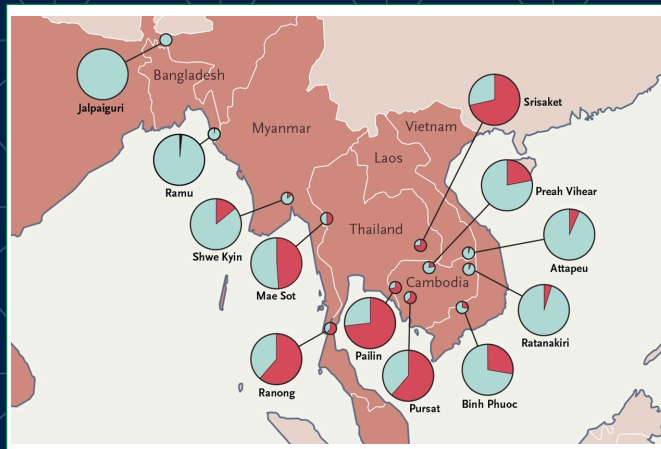 Bangladesh
Jalpaiguri
Srisaket
Myanmar
Vietnam
Laos
Ramu
Preah Vihear
Thailand
Shwe Kyin
Attapeu
Mae Sot
Cambodia
Ratanakiri
Pailin
Ranong
Pursat
Binh Phuoc